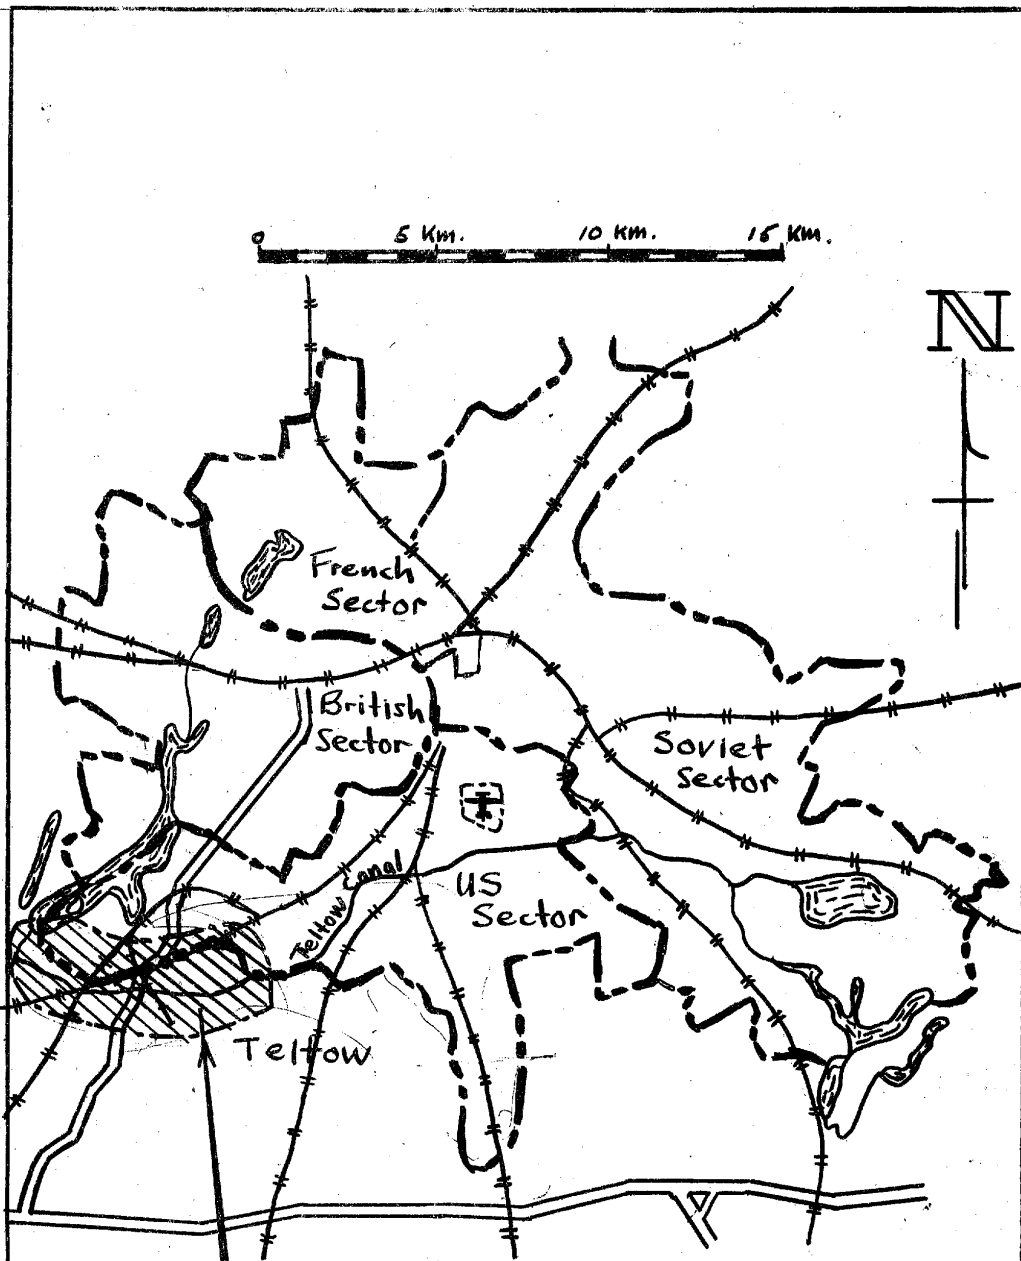 0 5 Km. 10 Km. 15 Km.
N
French
Sector
British
Sector
Soviet
Sector
Teltow Canal
US
Sector
Teltow